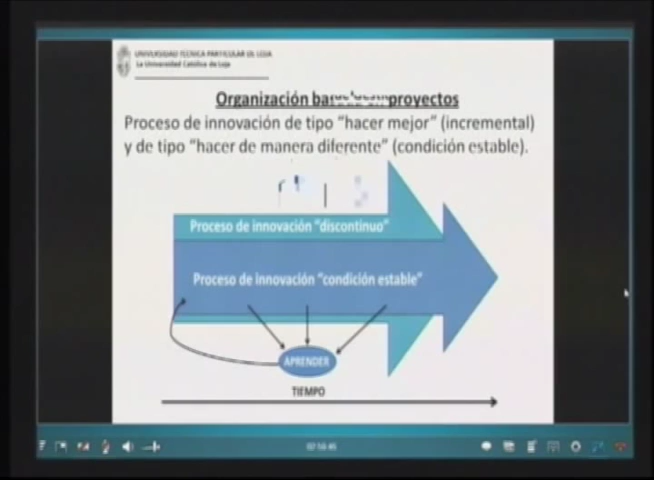 UNIVERSIDAD TÉCNICA PARTICULAR DE LOJA
La Universidad Católica de Loja
Organización proyectos
Proceso de innovación de tipo “hacer mejor” (incremental)
y de tipo “hacer de manera diferente” (condición estable).
Proceso de innovación “discontinuo”
Proceso de innovación “condición estable”
APRENDER
TIEMPO